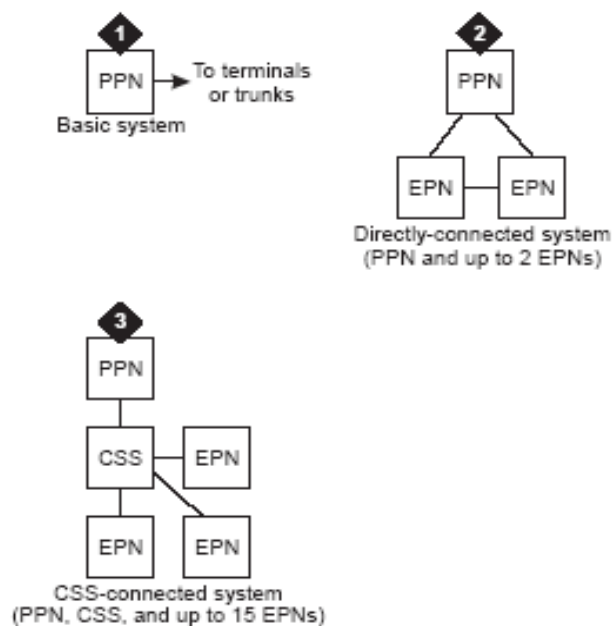 1
PPN
To terminals
or trunks
Basic system
2
PPN
EPN
EPN
Directly-connected system
(PPN and up to 2 EPNs)
3
PPN
CSS
EPN
EPN
EPN
CSS-connected system
(PPN, CSS, and up to 15 EPNs)